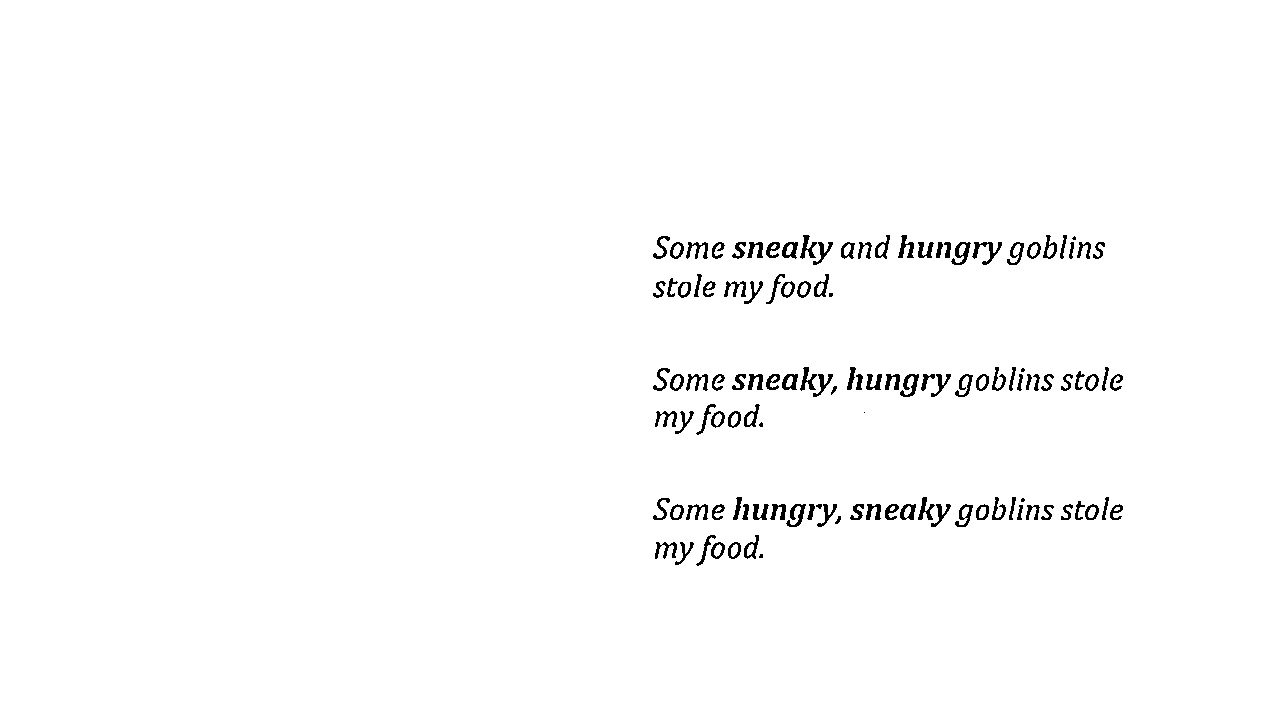 Some sneaky and hungry goblins
stole my food.
Some sneaky, hungry goblins stole
my food.
Some hungry, sneaky goblins stole
my food.